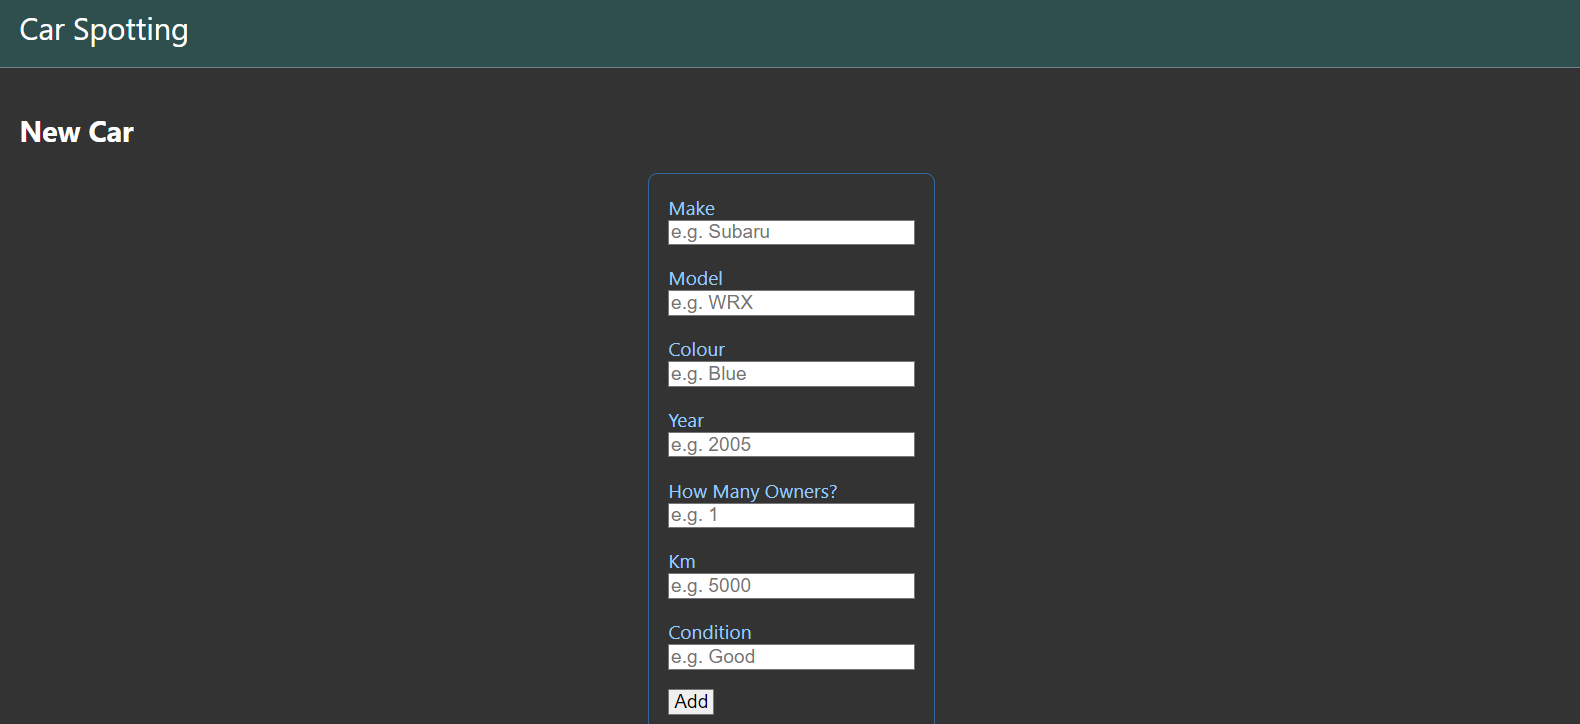 Car Spotting
New Car
Make
e.g. Subaru
Model
e.g. WRX
Colour
e.g. Blue
Year
e.g. 2005
How Many Owners?
e.g. 1
Km
e.g. 5000
Condition
e.g. Good
Add